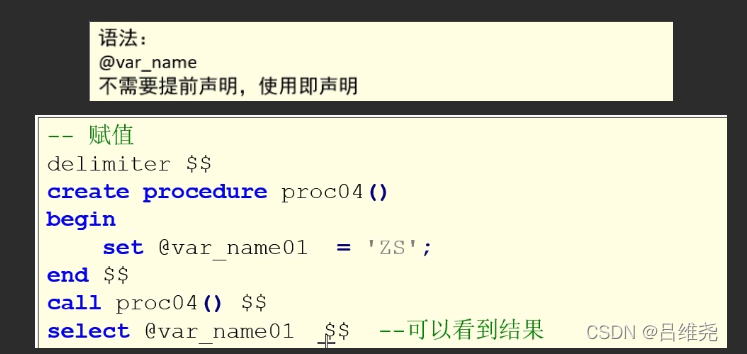 语法：
@var_name
不需要提前声明，使用即声明
-- 赋值
delimiter $$
create procedure proc04()
begin
    set @var_name01  = 'ZS';
end $$
call proc04() $$
select @var_name01  $$  --可以看到结果
CSDN @吕维尧